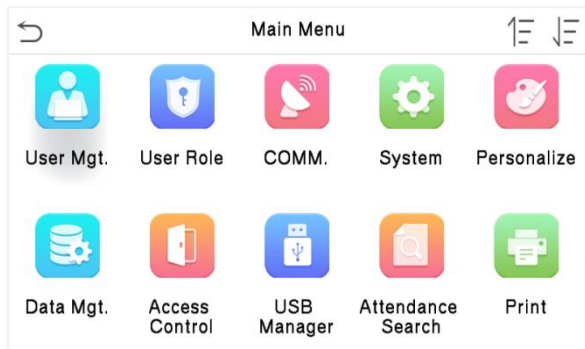 Main Menu
User Mgt.
User Role
COMM.
System
Personalize
Data Mgt.
Access
Control
USB
Manager
Attendance
Search
Print